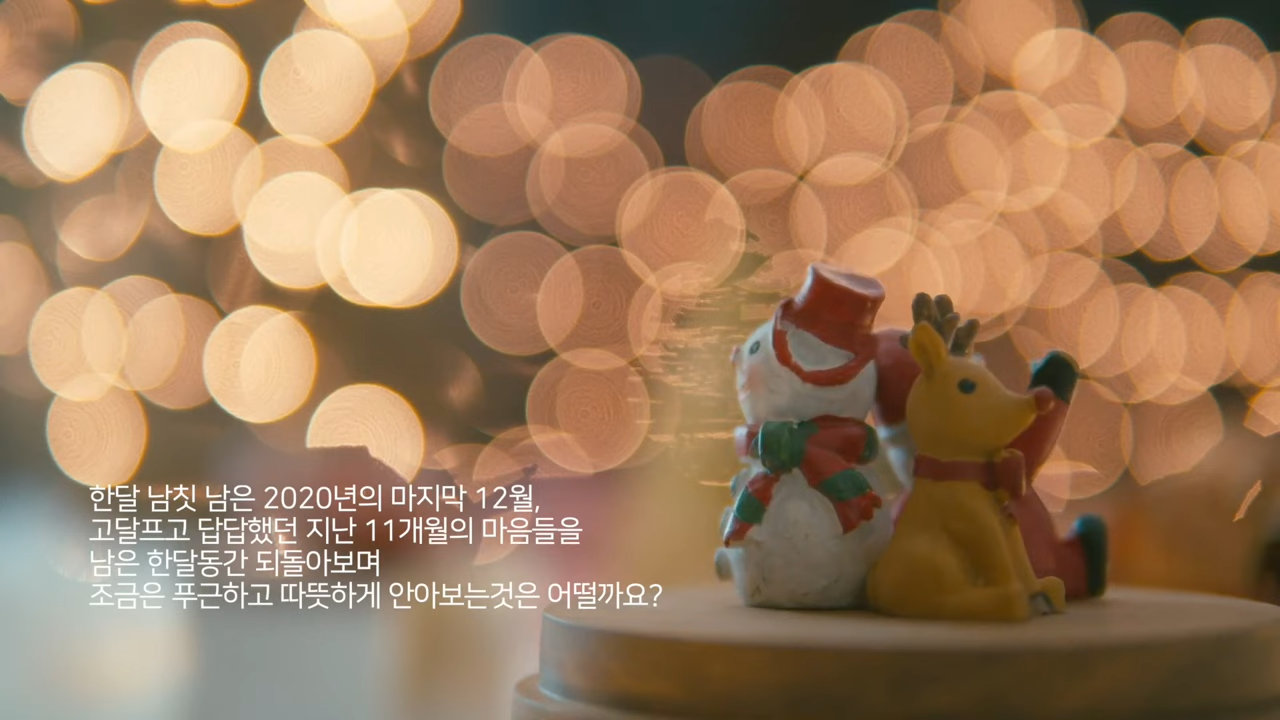 한달 남칫 남은 2020년의 마지막 12월,
고달프고 답답했던 지난 11개월의 마음들을
남은 한달동간 되돌아보며
조금은 푸근하고 따뜻하게 안아보는것은 어떨까요?